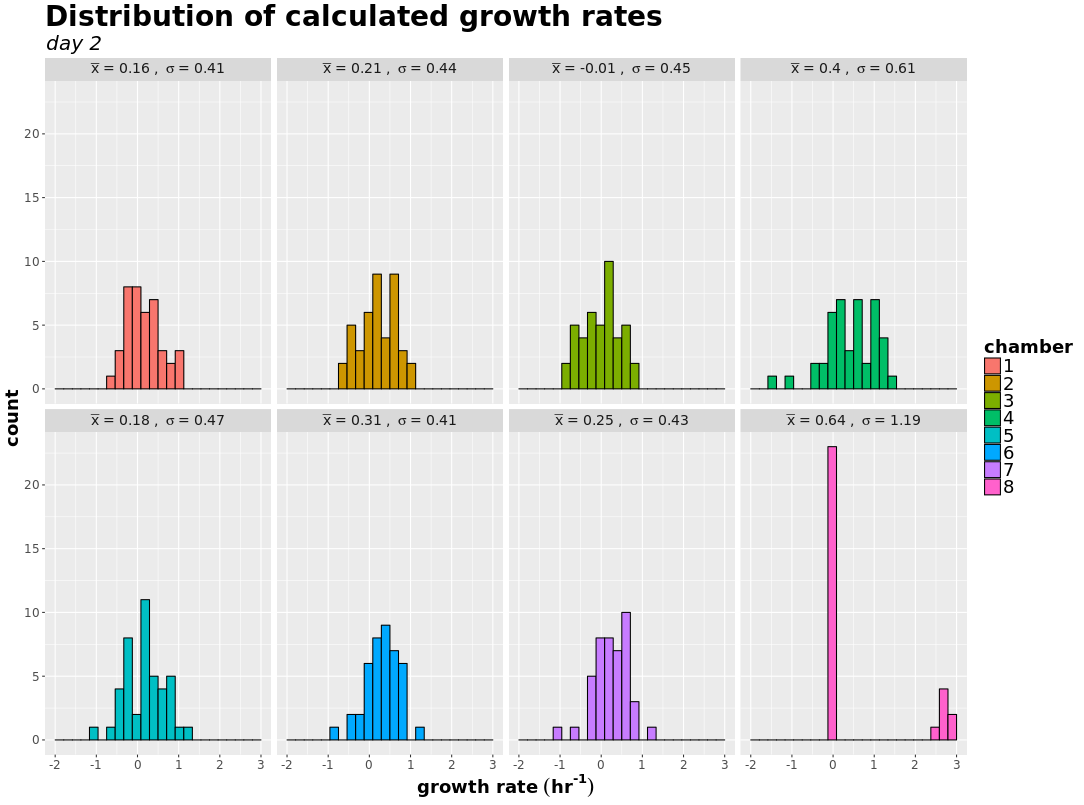 Distribution of calculated growth rates
day 2
x̅ = 0.16 , σ = 0.41
x̅ = 0.21 , σ = 0.44
x̅ = -0.01 , σ = 0.45
x̅ = 0.4 , σ = 0.61
20
15
10
5
0
x̅ = 0.18 , σ = 0.47
x̅ = 0.31 , σ = 0.41
x̅ = 0.25 , σ = 0.43
x̅ = 0.64 , σ = 1.19
20
15
10
5
0
count
-2 -1 0 1 2 3
-2 -1 0 1 2 3
-2 -1 0 1 2 3
-2 -1 0 1 2 3
growth rate (hr⁻¹)
chamber
1
2
3
4
5
6
7
8